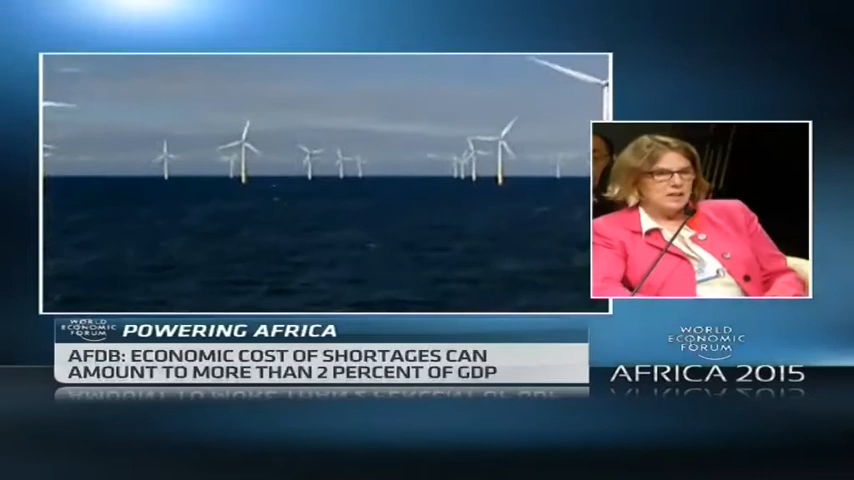 WORLD
ECONOMIC
FORUM
POWERING AFRICA
AFDB: ECONOMIC COST OF SHORTAGES CAN
AMOUNT TO MORE THAN 2 PERCENT OF GDP
WORLD
ECONOMIC
FORUM
AFRICA 2015